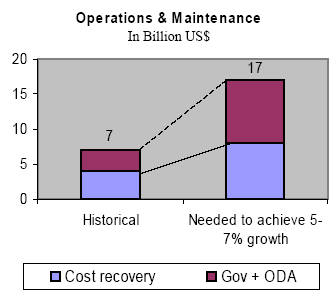 Operations & Maintenance
In Billion US$
20
15
10
5
0
7
17
Historical
Needed to achieve 5-
7% growth
Cost recovery
Gov + ODA